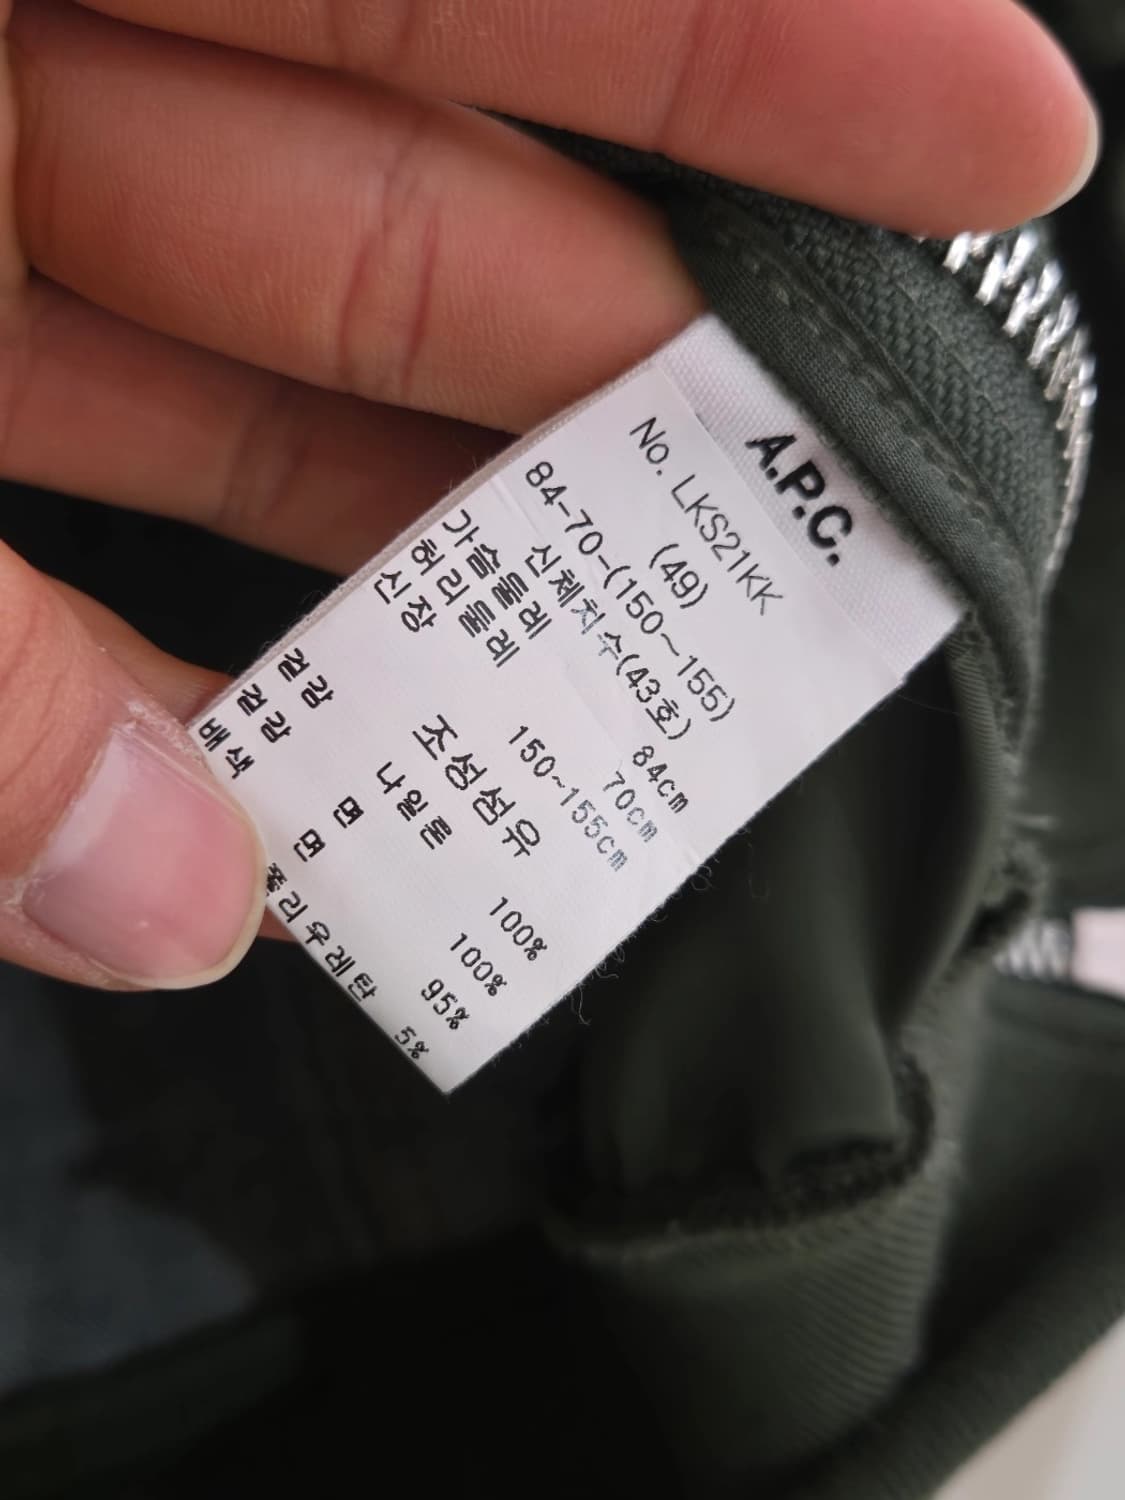 A.P.C.
No. LKS21KK
(49)
84-70-(150~155)
신체치수(43호)
가슴둘레 84cm
허리둘레 70cm
신장 150~155cm
조성섬유
겉감 나일론 100%
겉감 면 100%
배색 면 95%
폴리우레탄 5%